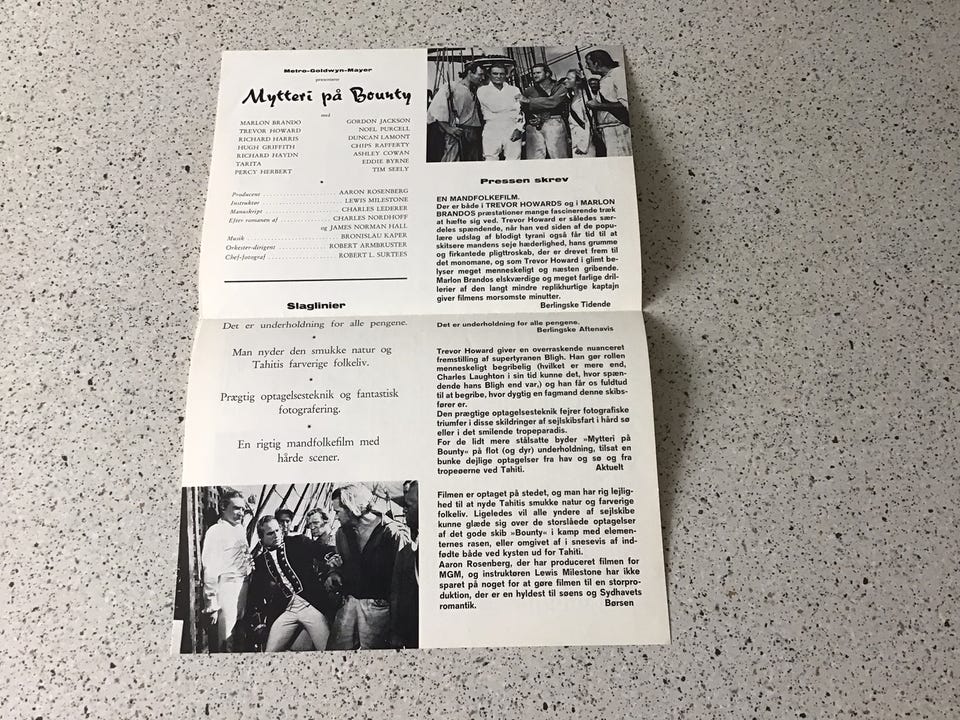 Metro-Goldwyn-Mayer
præsenterer
Mytteri på Bounty
med
MARLON BRANDO
TREVOR HOWARD
RICHARD HARRIS
HUGH GRIFFITH
RICHARD HAYDN
TARITA
PERCY HERBERT
GORDON JACKSON
NOEL PURCELL
DUNCAN LAMONT
CHIPS RAFFERTY
ASHLEY COWAN
EDDIE BYRNE
TIM SEELY
Producent . . . . . AARON ROSENBERG
Instruktør . . . . . LEWIS MILESTONE
Manuskript . . . . . CHARLES LEDERER
Efter romanen af . . . . . CHARLES NORDHOFF
og JAMES NORMAN HALL
Musik . . . . . BRONISLAU KAPER
Orkester-dirigent . . . . . ROBERT ARMBRUSTER
Chef-fotograf . . . . . ROBERT L. SURTEES
Slaglinier
Det er underholdning for alle pengene.
Man nyder den smukke natur og
Tahitis farverige folkeliv.
Prægtig optagelsesteknik og fantastisk
fotografering.
En rigtig mandfolkefilm med
hårde scener.
Pressen skrev
EN MANDFOLKEFILM.
Der er både i TREVOR HOWARDS og i MARLON
BRANDOS præstationer mange fascinerende træk
at hæfte sig ved. Trevor Howard er således sær-
deles spændende, når han ved siden af de popu-
lære udslag af blodigt tyrani også får tid til at
skitsere mandens seje hæderlighed, hans grumme
og firkantede pligttroskab, der er drevet frem til
det monomane, og som Trevor Howard i glimt be-
lyser meget menneskeligt og næsten gribende.
Marlon Brandos elskværdige og meget farlige dril-
lerier af den langt mindre replikhurtige kaptajn
giver filmens morsomste minutter.
Berlingske Tidende
Det er underholdning for alle pengene.
Berlingske Aftenavis
Trevor Howard giver en overraskende nuanceret
fremstilling af supertyranen Bligh. Han gør rollen
menneskeligt begribelig (hvilket er mere end,
Charles Laughton i sin tid kunne det, hvor spæn-
dende hans Bligh end var,) og han får os fuldtud
til at begribe, hvor dygtig en fagmand denne skibs-
fører er.
Den prægtige optagelsesteknik fejrer fotografiske
triumfer i disse skildringer af sejlskibsfart i hård sø
eller i det smilende tropeparadis.
For de lidt mere stålsatte byder »Mytteri på
Bounty« på flot (og dyr) underholdning, tilsat en
bunke dejlige optagelser fra hav og sø og fra
tropeøerne ved Tahiti. Aktuelt
Filmen er optaget på stedet, og man har rig lejlig-
hed til at nyde Tahitis smukke natur og farverige
folkeliv. Ligeledes vil alle yndere af sejlskibe
kunne glæde sig over de storslåede optagelser
af det gode skib »Bounty« i kamp med elemen-
ternes rasen, eller omgivet af i snesevis af ind-
fødte både ved kysten ud for Tahiti.
Aaron Rosenberg, der har produceret filmen for
MGM, og instruktøren Lewis Milestone har ikke
sparet på noget for at gøre filmen til en storpro-
duktion, der er en hyldest til søens og Sydhavets
romantik. Børsen